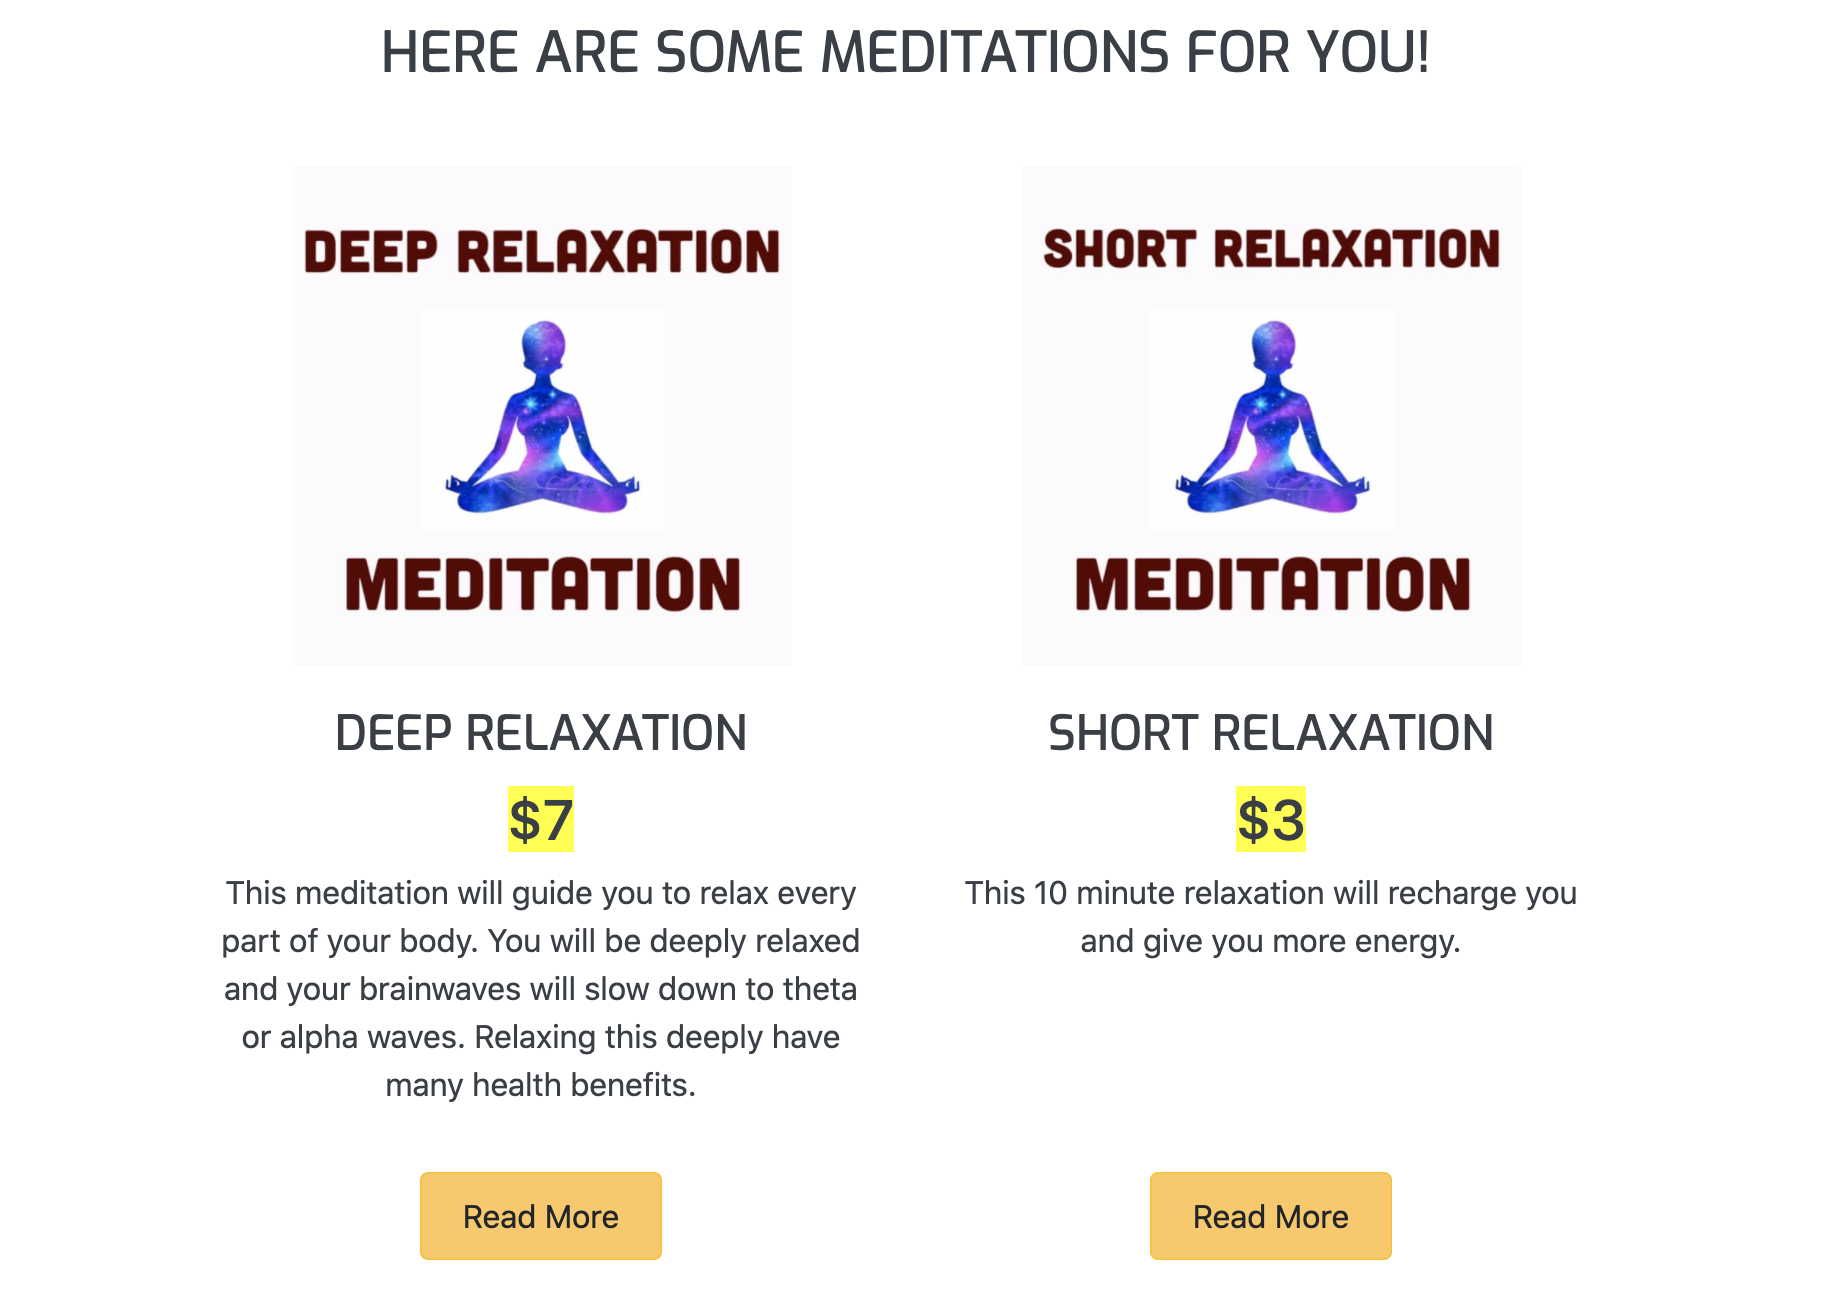 HERE ARE SOME MEDITATIONS FOR YOU!
DEEP RELAXATION
MEDITATION
DEEP RELAXATION
$7
This meditation will guide you to relax every
part of your body. You will be deeply relaxed
and your brainwaves will slow down to theta
or alpha waves. Relaxing this deeply have
many health benefits.
Read More
SHORT RELAXATION
MEDITATION
SHORT RELAXATION
$3
This 10 minute relaxation will recharge you
and give you more energy.
Read More